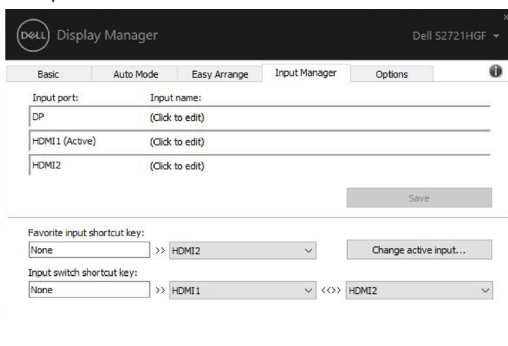 DELL Display Manager Dell S2721HGF
Basic Auto Mode Easy Arrange Input Manager Options
Input port: Input name:
DP (Click to edit)
HDMI1 (Active) (Click to edit)
HDMI2 (Click to edit)
Save
Favorite input shortcut key:
None >> HDMI2 Change active input...
Input switch shortcut key:
None >> HDMI1 <<>> HDMI2